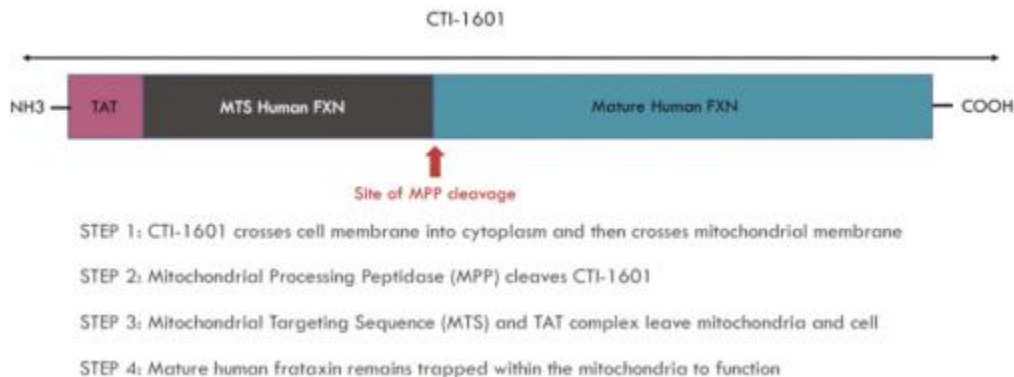 CTI-1601
NH3
TAT
MTS Human FXN
Mature Human FXN
COOH
Site of MPP cleavage
STEP 1: CTI-1601 crosses cell membrane into cytoplasm and then crosses mitochondrial membrane
STEP 2: Mitochondrial Processing Peptidase (MPP) cleaves CTI-1601
STEP 3: Mitochondrial Targeting Sequence (MTS) and TAT complex leave mitochondria and cell
STEP 4: Mature human frataxin remains trapped within the mitochondria to function